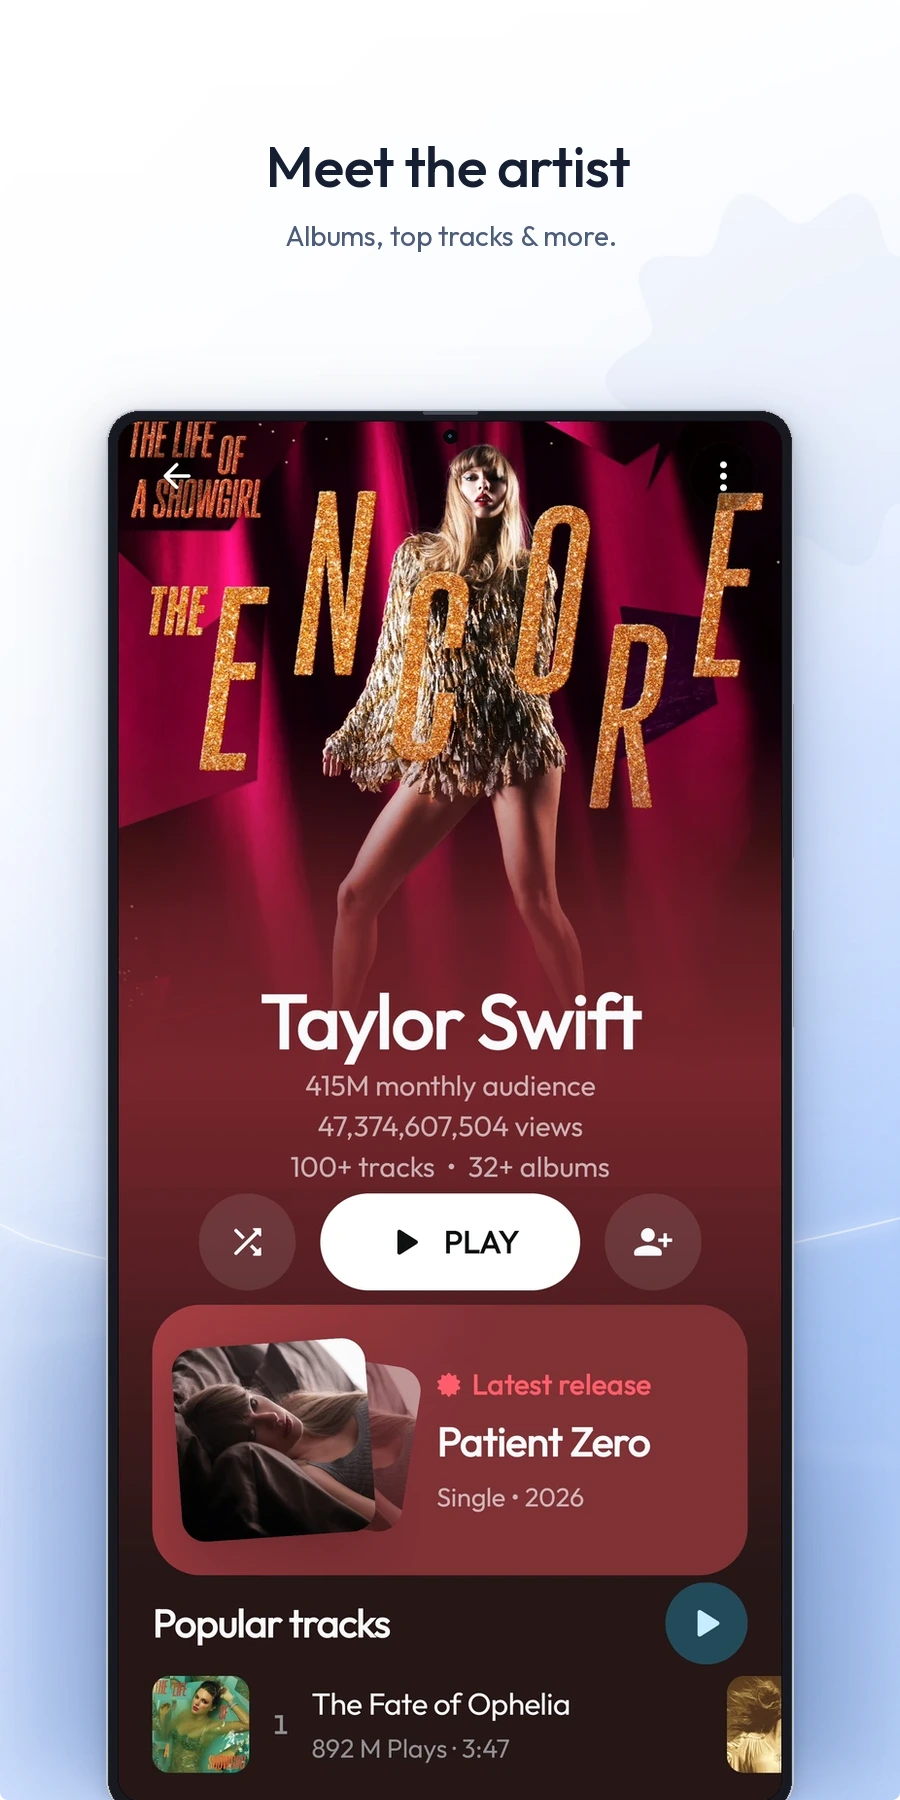 Meet the artist
Albums, top tracks & more.
THE LIFE OF
A SHOWGIRL
THE
ENCORE
Taylor Swift
415M monthly audience
47,374,607,504 views
100+ tracks • 32+ albums
PLAY
Latest release
Patient Zero
Single • 2026
Popular tracks
1
The Fate of Ophelia
892 M Plays · 3:47